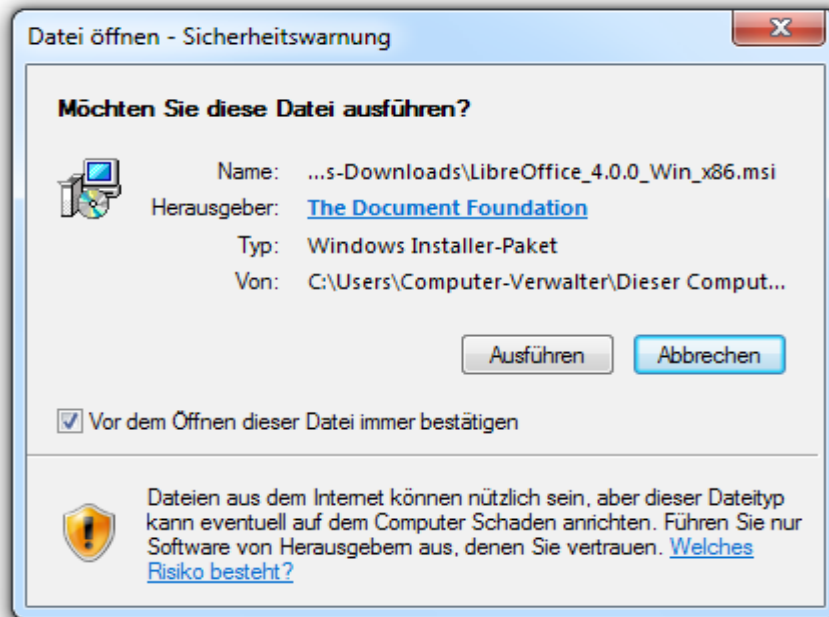 Datei öffnen - Sicherheitswarnung
Möchten Sie diese Datei ausführen?
Name: ...s-Downloads\LibreOffice_4.0.0_Win_x86.msi
Herausgeber: The Document Foundation
Typ: Windows Installer-Paket
Von: C:\Users\Computer-Verwalter\Dieser Comput...
Ausführen Abbrechen
Vor dem Öffnen dieser Datei immer bestätigen
Dateien aus dem Internet können nützlich sein, aber dieser Dateityp
kann eventuell auf dem Computer Schaden anrichten. Führen Sie nur
Software von Herausgebern aus, denen Sie vertrauen. Welches
Risiko besteht?